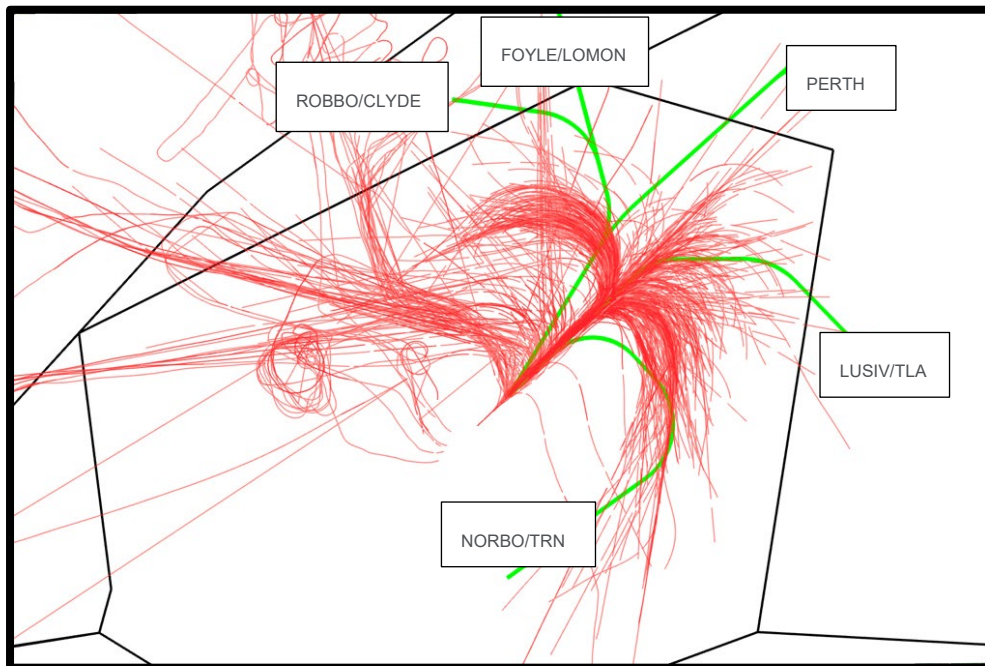 FOYLE/LOMON
PERTH
ROBBO/CLYDE
LUSIV/TLA
NORBO/TRN